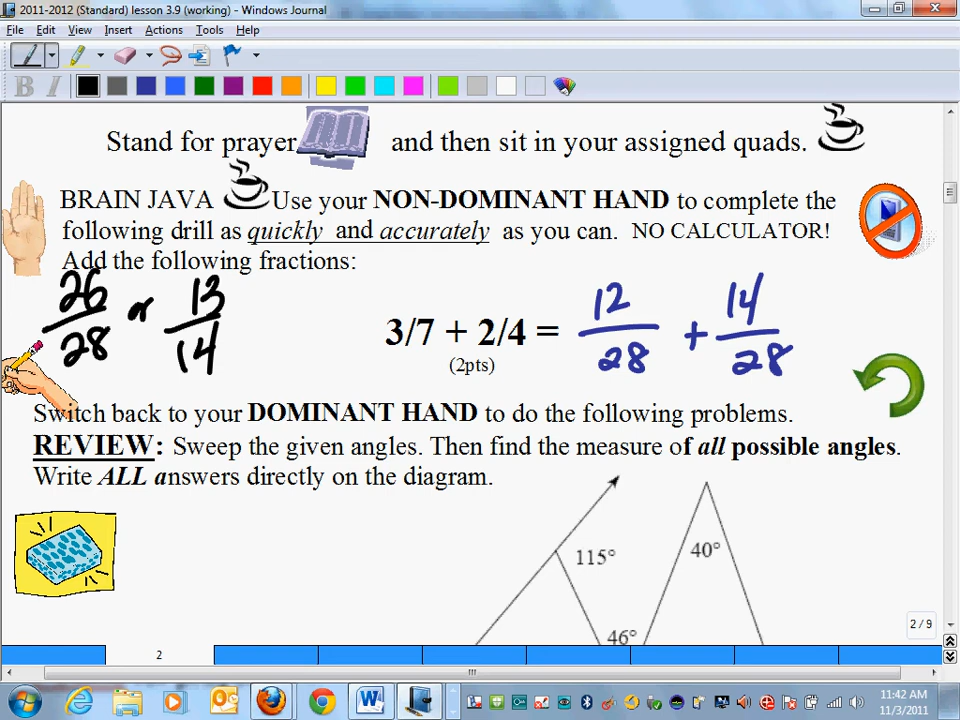 2011-2012 (Standard) lesson 3.9 (working) - Windows Journal
File Edit View Insert Actions Tools Help
B I
Stand for prayer and then sit in your assigned quads.
BRAIN JAVA Use your NON-DOMINANT HAND to complete the
following drill as quickly and accurately as you can. NO CALCULATOR!
Add the following fractions:
26/28 or 13/14
3/7 + 2/4 = 12/28 + 14/28
(2pts)
Switch back to your DOMINANT HAND to do the following problems.
REVIEW: Sweep the given angles. Then find the measure of all possible angles.
Write ALL answers directly on the diagram.
115° 40°
46°
2 / 9
2
11:42 AM
11/3/2011